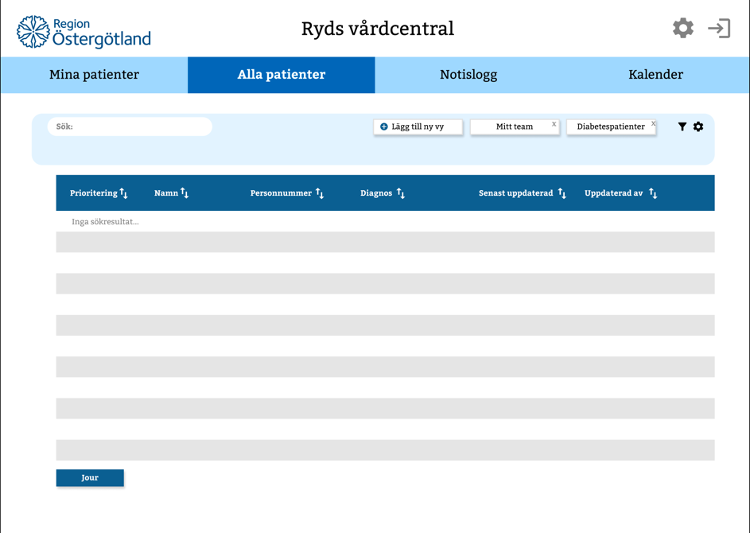 Region
Östergötland
Ryds vårdcentral
Mina patienter
Alla patienter
Notislogg
Kalender
Sök:
Lägg till ny vy
Mitt team
x
Diabetespatienter
x
Prioritering
Namn
Personnummer
Diagnos
Senast uppdaterad
Uppdaterad av
Inga sökresultat...
Jour